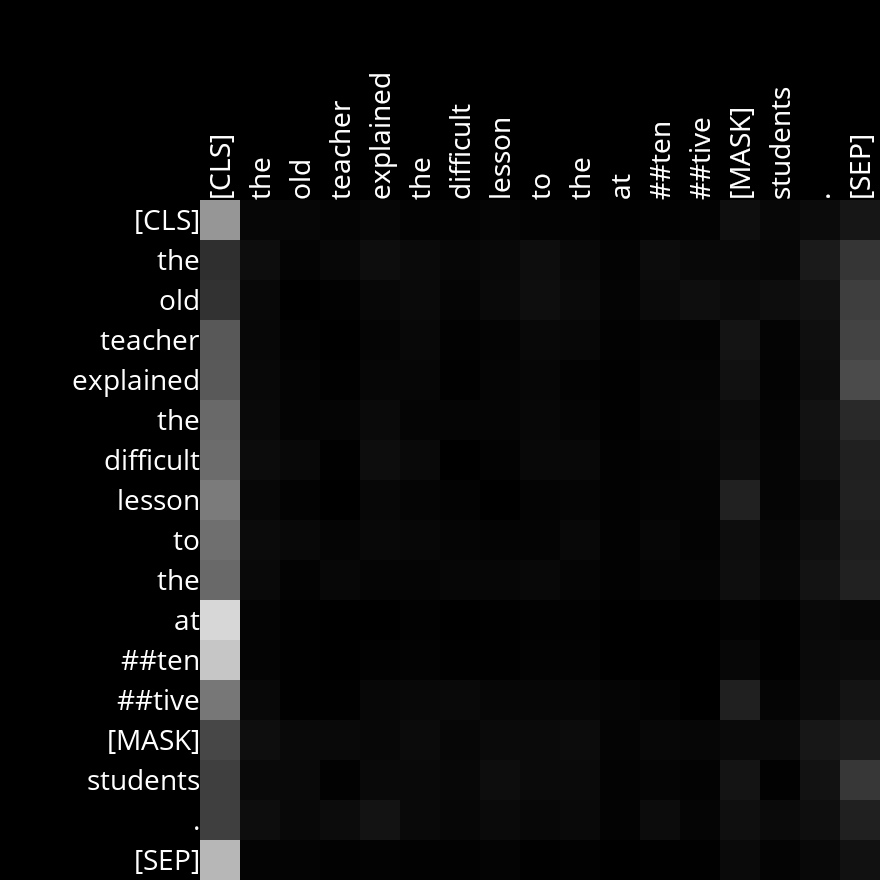 [CLS] the old teacher explained the difficult lesson to the at ##ten ##tive [MASK] students . [SEP]
[CLS]
the
old
teacher
explained
the
difficult
lesson
to
the
at
##ten
##tive
[MASK]
students
.
[SEP]